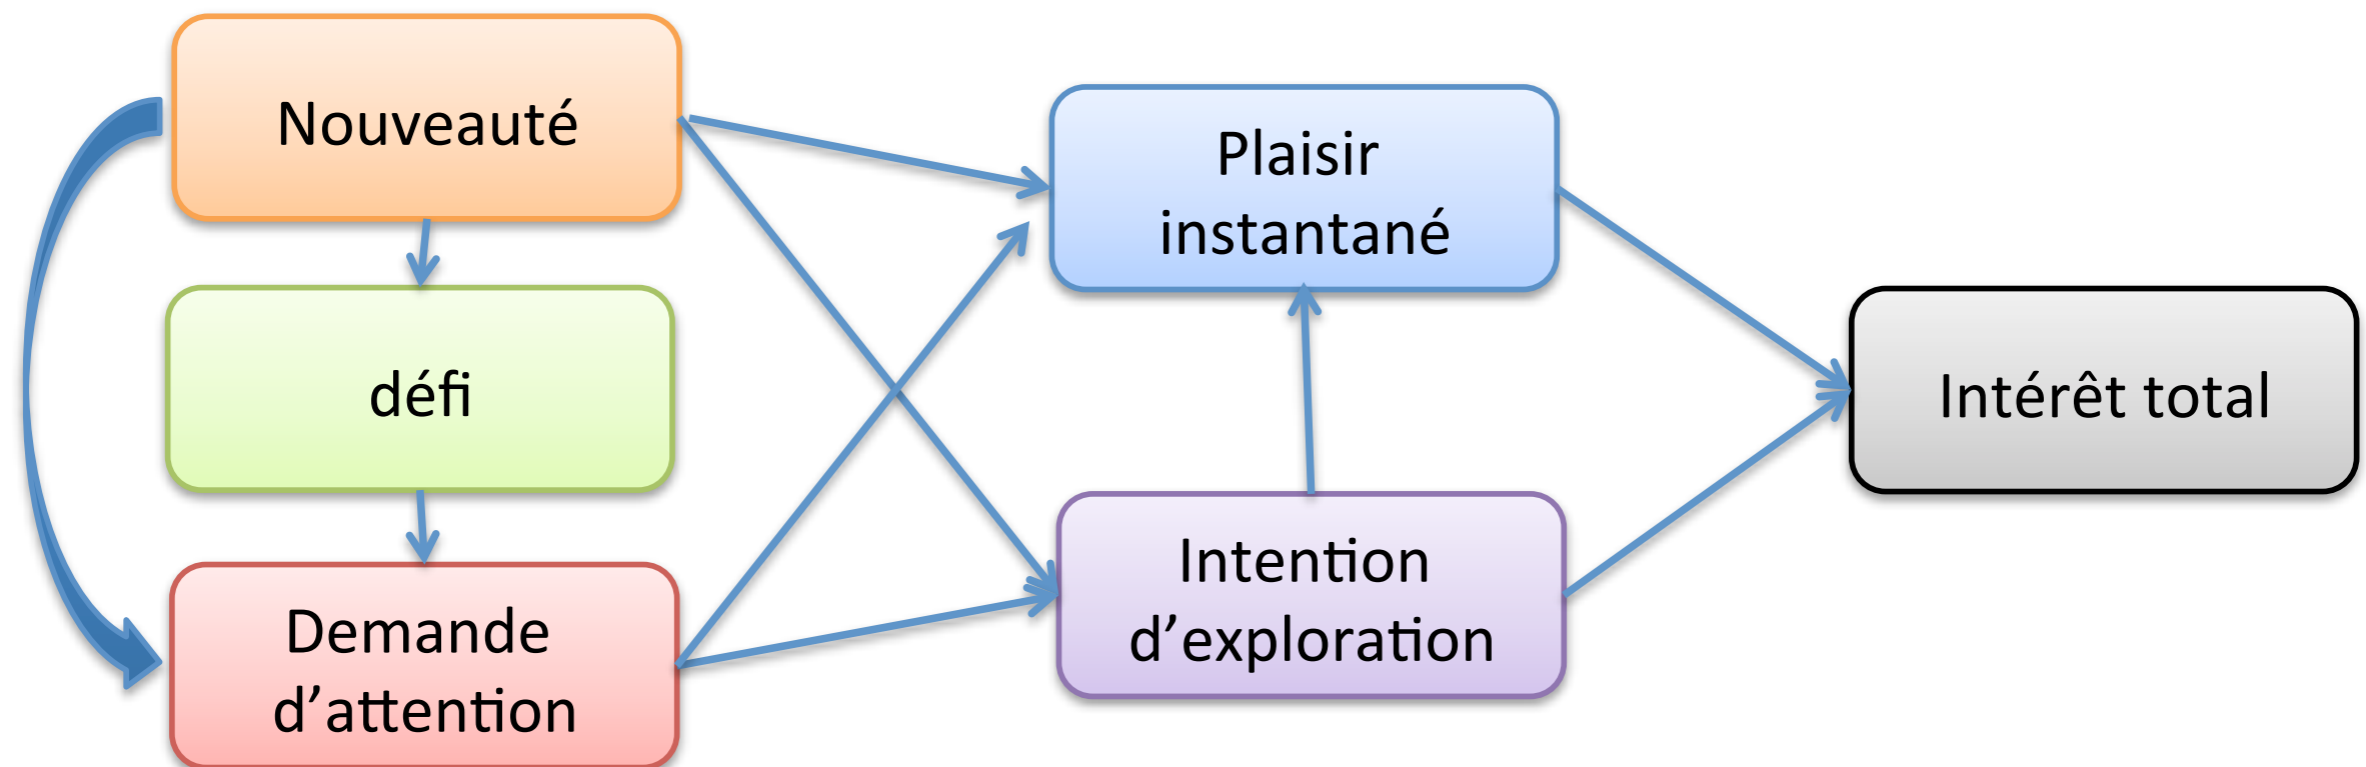 Nouveauté
défi
Demande
d’attention
Plaisir
instantané
Intention
d’exploration
Intérêt total